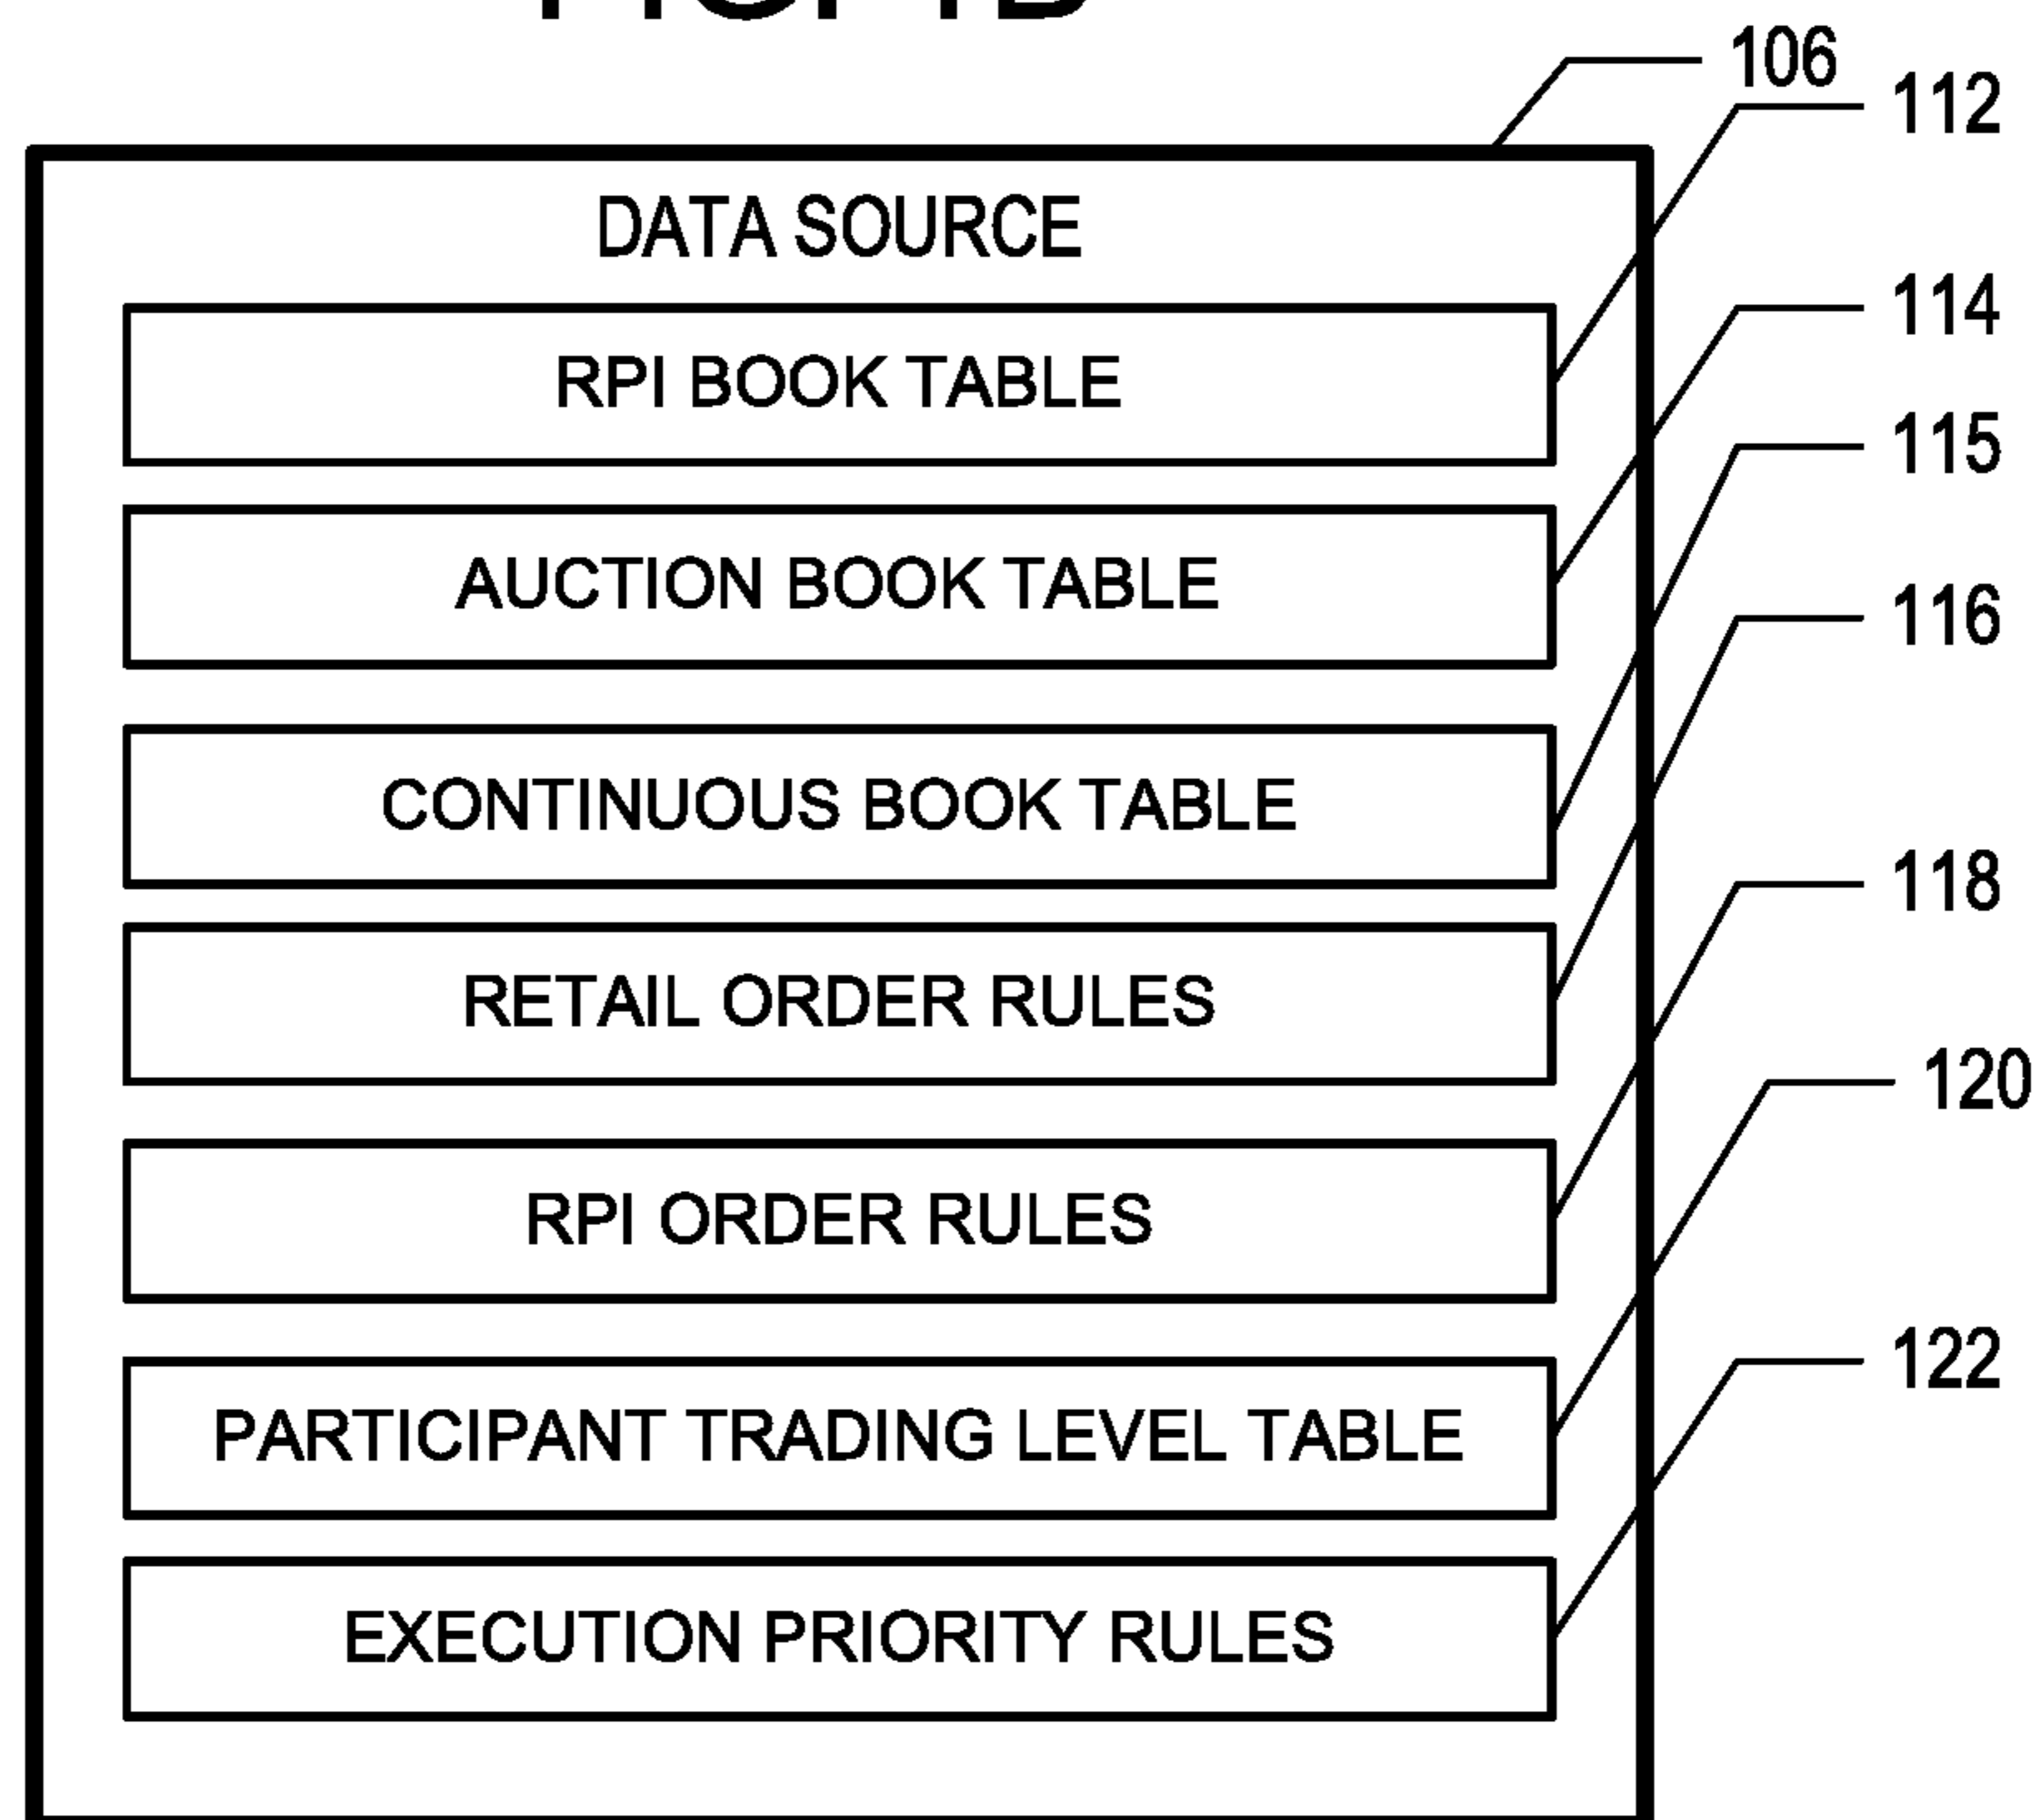 106
112
DATA SOURCE
114
RPI BOOK TABLE
115
AUCTION BOOK TABLE
116
CONTINUOUS BOOK TABLE
118
RETAIL ORDER RULES
120
RPI ORDER RULES
122
PARTICIPANT TRADING LEVEL TABLE
EXECUTION PRIORITY RULES